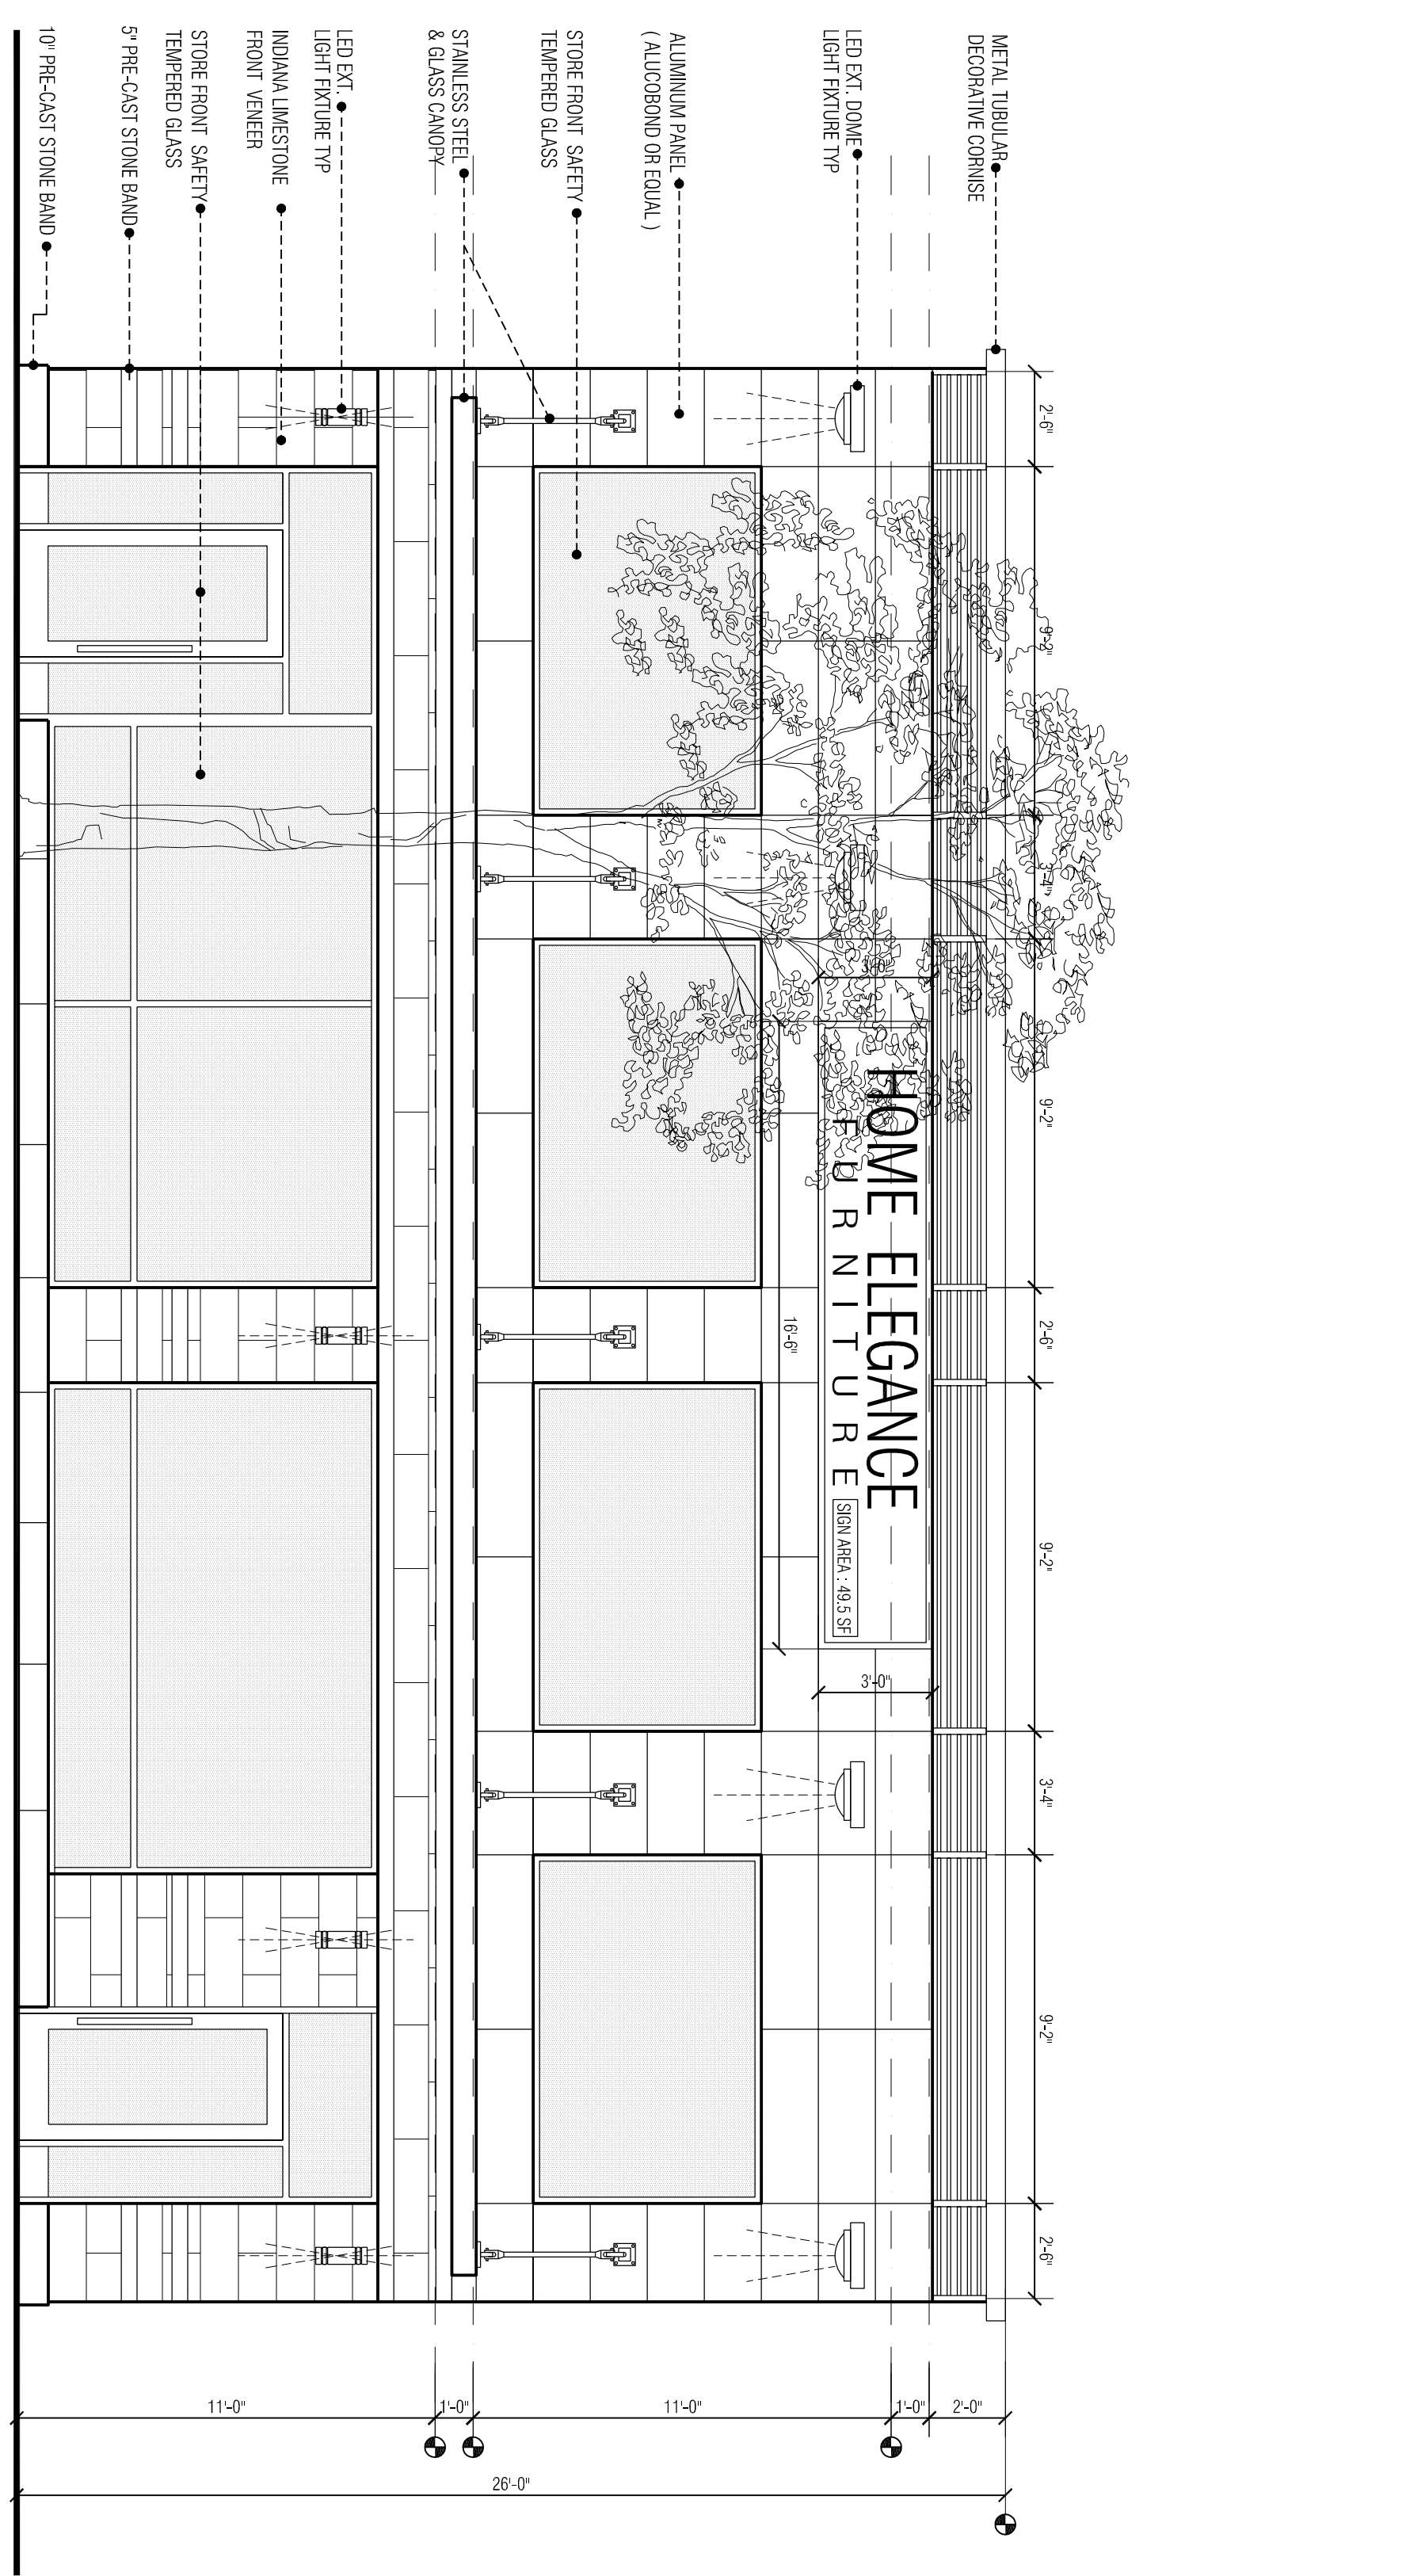 METAL TUBULAR
DECORATIVE CORNISE
LED EXT. DOME
LIGHT FIXTURE TYP
ALUMINUM PANEL
( ALUCOBOND OR EQUAL )
STORE FRONT SAFETY
TEMPERED GLASS
STAINLESS STEEL
& GLASS CANOPY
LED EXT.
LIGHT FIXTURE TYP
INDIANA LIMESTONE
FRONT VENEER
STORE FRONT SAFETY
TEMPERED GLASS
5" PRE-CAST STONE BAND
10" PRE-CAST STONE BAND
2'-6"
9'-2"
3'-4"
9'-2"
2'-6"
9'-2"
3'-4"
9'-2"
2'-6"
3'-0"
HOME ELEGANCE
FURNITURE
SIGN AREA : 49.5 SF
16'-6"
3'-0"
2'-0"
1'-0"
11'-0"
1'-0"
11'-0"
26'-0"